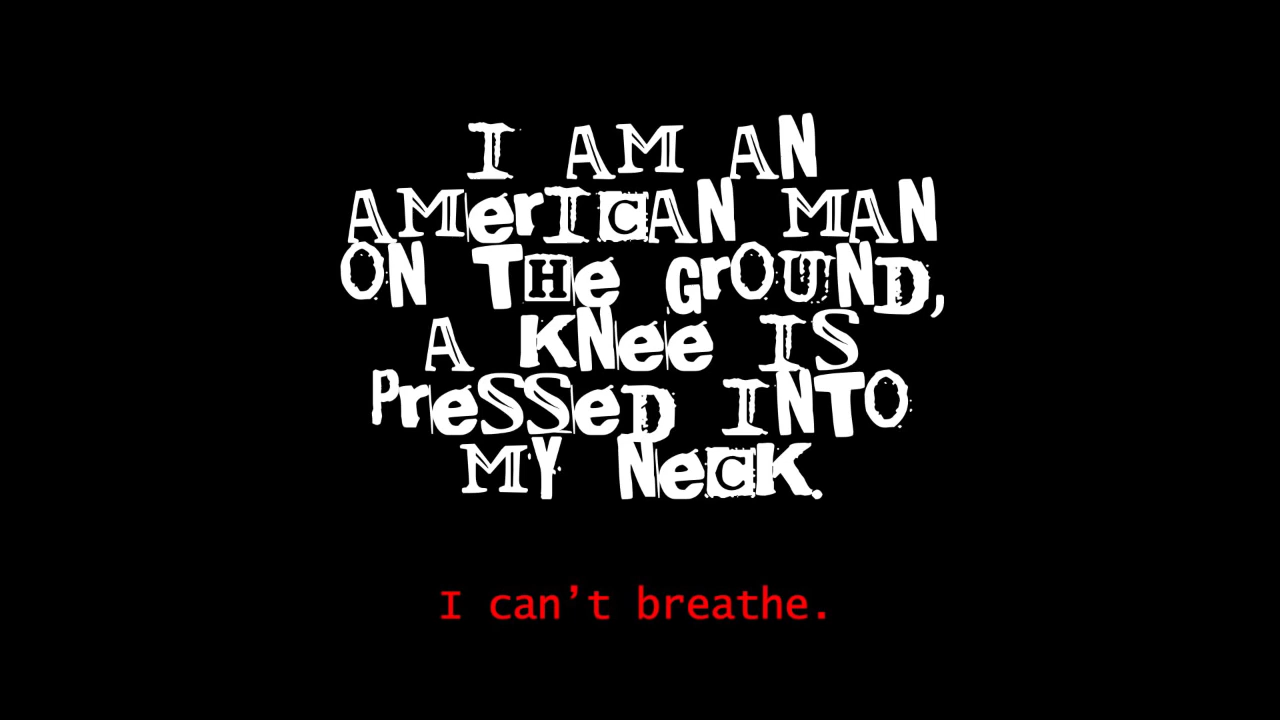 I AM AN
AMerICAN MAN
ON THe GrOUND,
A KNee IS
PreSSeD INTO
MY NeCK.
I can’t breathe.